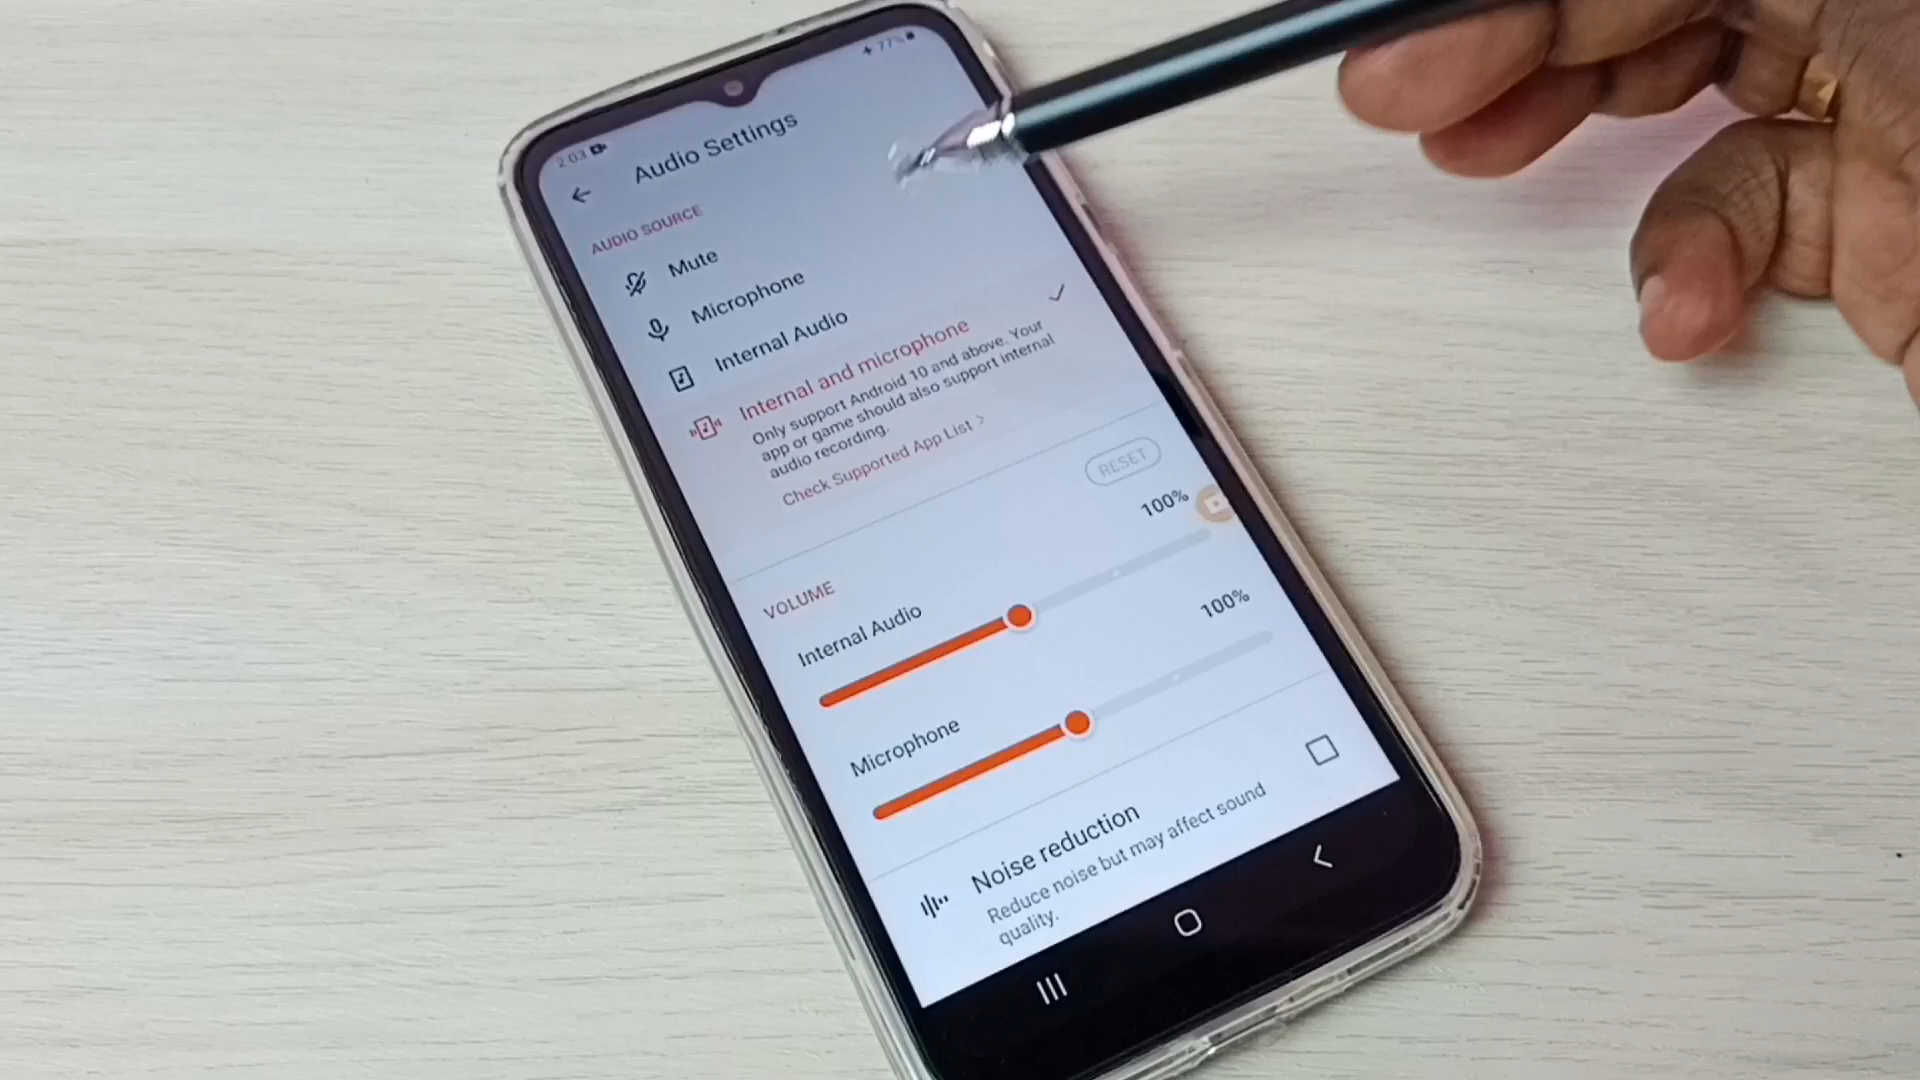 2:03
77%
Audio Settings
AUDIO SOURCE
Mute
Microphone
Internal Audio
Internal and microphone
Only support Android 10 and above. Your
app or game should also support internal
audio recording.
Check Supported App List >
RESET
VOLUME
100%
Internal Audio
100%
Microphone
Noise reduction
Reduce noise but may affect sound
quality.